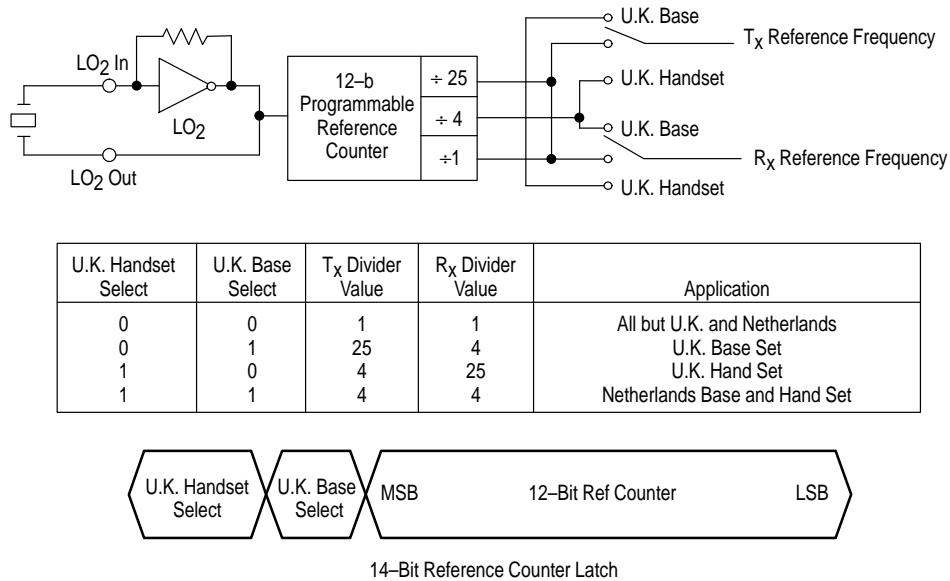 U.K. Base
TX Reference Frequency
LO2 In
12–b
Programmable
Reference
Counter
÷ 25
÷ 4
÷1
U.K. Handset
LO2
U.K. Base
RX Reference Frequency
LO2 Out
U.K. Handset
U.K. Handset Select U.K. Base Select TX Divider Value RX Divider Value Application
0 0 1 1 All but U.K. and Netherlands
0 1 25 4 U.K. Base Set
1 0 4 25 U.K. Hand Set
1 1 4 4 Netherlands Base and Hand Set
U.K. Handset Select
U.K. Base Select
MSB 12–Bit Ref Counter LSB
14–Bit Reference Counter Latch